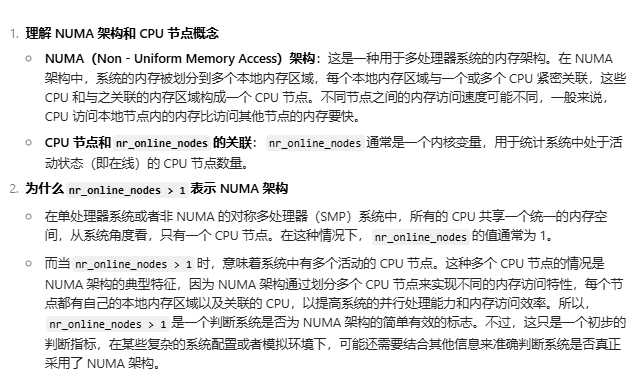 1. 理解 NUMA 架构和 CPU 节点概念
○ NUMA（Non - Uniform Memory Access）架构：这是一种用于多处理器系统的内存架构。在 NUMA
架构中，系统的内存被划分到多个本地内存区域，每个本地内存区域与一个或多个 CPU 紧密关联，这些
CPU 和与之关联的内存区域构成一个 CPU 节点。不同节点之间的内存访问速度可能不同，一般来说，
CPU 访问本地节点内的内存比访问其他节点的内存要快。
○ CPU 节点和 nr_online_nodes 的关联： nr_online_nodes 通常是一个内核变量，用于统计系统中处于活
动状态（即在线）的 CPU 节点数量。
2. 为什么 nr_online_nodes > 1 表示 NUMA 架构
○ 在单处理器系统或者非 NUMA 的对称多处理器（SMP）系统中，所有的 CPU 共享一个统一的内存空
间，从系统角度看，只有一个 CPU 节点。在这种情况下， nr_online_nodes 的值通常为 1。
○ 而当 nr_online_nodes > 1 时，意味着系统中有多个活动的 CPU 节点。这种多个 CPU 节点的情况是
NUMA 架构的典型特征，因为 NUMA 架构通过划分多个 CPU 节点来实现不同的内存访问特性，每个节
点都有自己的本地内存区域以及关联的 CPU，以提高系统的并行处理能力和内存访问效率。所以，
nr_online_nodes > 1 是一个判断系统是否为 NUMA 架构的简单有效的标志。不过，这只是一个初步的
判断指标，在某些复杂的系统配置或者模拟环境下，可能还需要结合其他信息来准确判断系统是否真正
采用了 NUMA 架构。